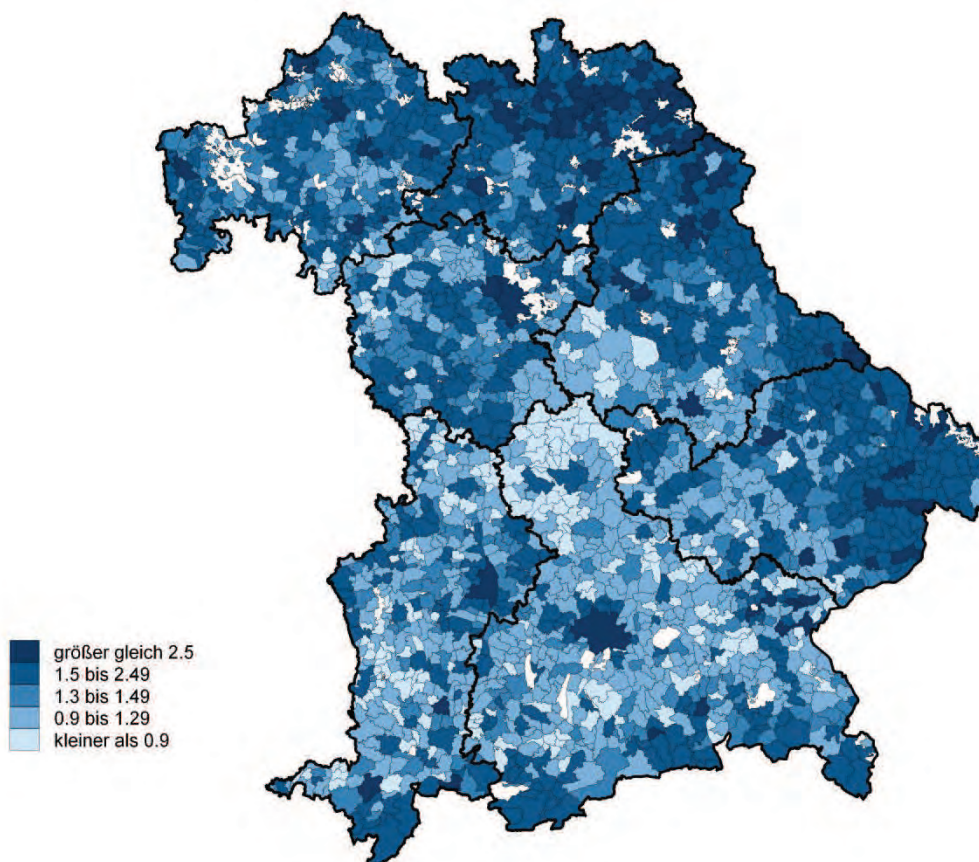 größer gleich 2.5
1.5 bis 2.49
1.3 bis 1.49
0.9 bis 1.29
kleiner als 0.9